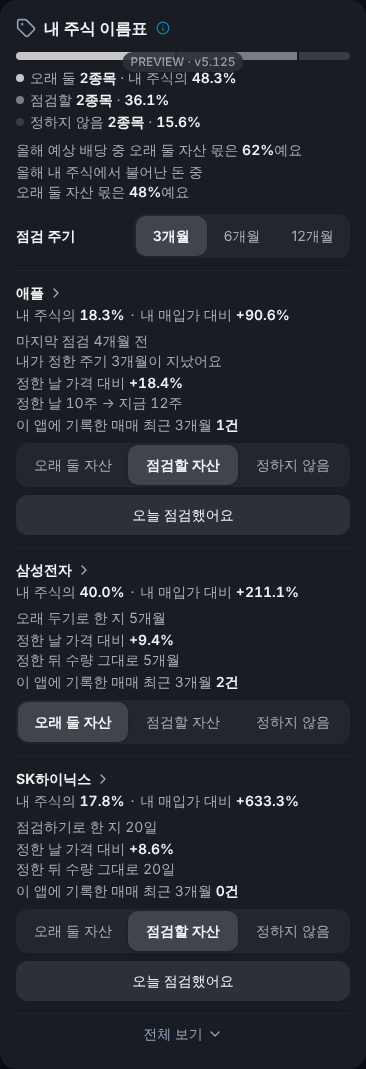 내 주식 이름표
PREVIEW · v5.125
오래 둘 2종목 · 내 주식의 48.3%
점검할 2종목 · 36.1%
정하지 않음 2종목 · 15.6%
올해 예상 배당 중 오래 둘 자산 몫은 62%예요
올해 내 주식에서 불어난 돈 중
오래 둘 자산 몫은 48%예요
점검 주기 3개월 6개월 12개월
애플
내 주식의 18.3% · 내 매입가 대비 +90.6%
마지막 점검 4개월 전
내가 정한 주기 3개월이 지났어요
정한 날 가격 대비 +18.4%
정한 날 10주 → 지금 12주
이 앱에 기록한 매매 최근 3개월 1건
오래 둘 자산 점검할 자산 정하지 않음
오늘 점검했어요
삼성전자
내 주식의 40.0% · 내 매입가 대비 +211.1%
오래 두기로 한 지 5개월
정한 날 가격 대비 +9.4%
정한 뒤 수량 그대로 5개월
이 앱에 기록한 매매 최근 3개월 2건
오래 둘 자산 점검할 자산 정하지 않음
SK하이닉스
내 주식의 17.8% · 내 매입가 대비 +633.3%
점검하기로 한 지 20일
정한 날 가격 대비 +8.6%
정한 뒤 수량 그대로 20일
이 앱에 기록한 매매 최근 3개월 0건
오래 둘 자산 점검할 자산 정하지 않음
오늘 점검했어요
전체 보기